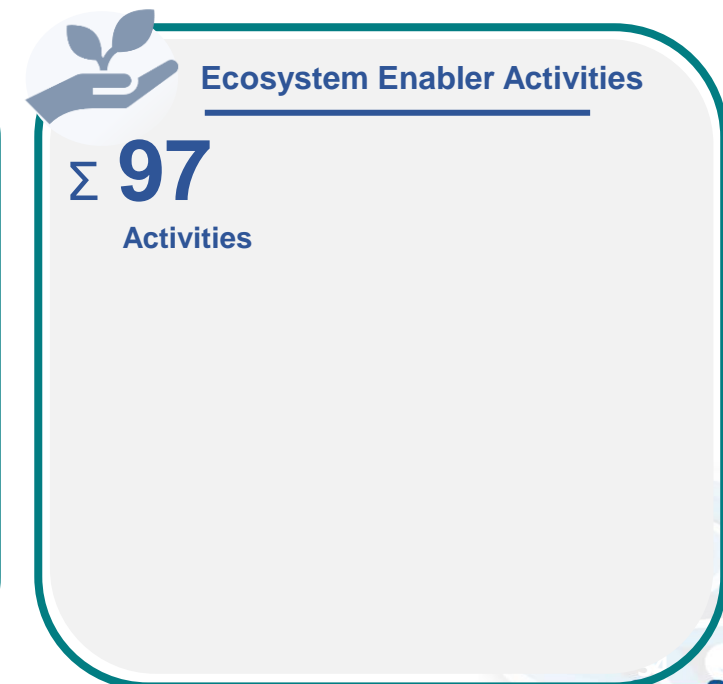 Ecosystem Enabler Activities
Σ 97
Activities